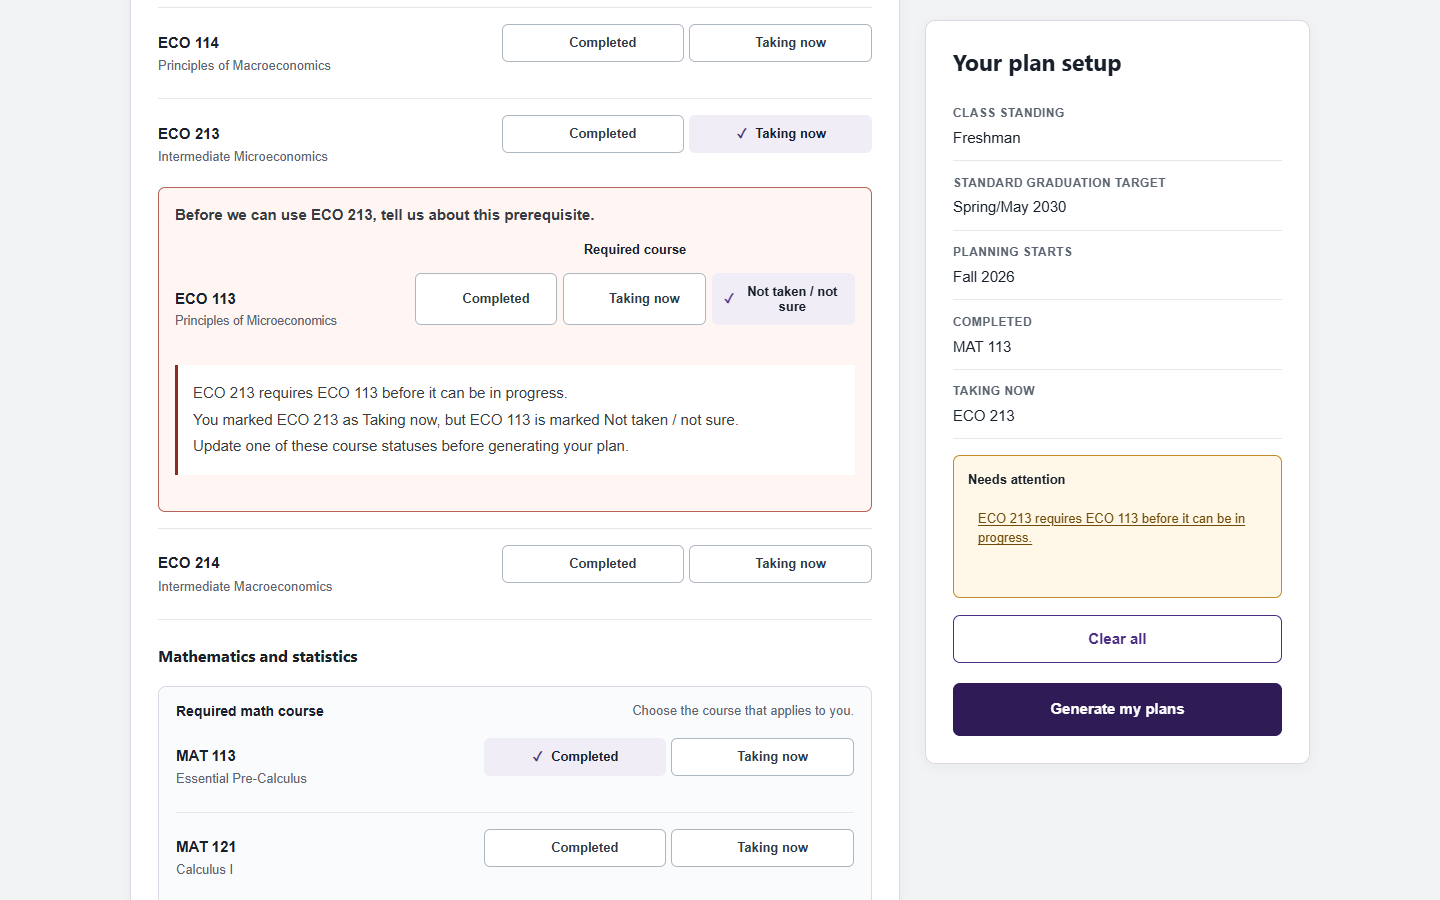 ECO 114
Principles of Macroeconomics
Completed
Taking now
ECO 213
Intermediate Microeconomics
Completed
✓ Taking now
Before we can use ECO 213, tell us about this prerequisite.
Required course
ECO 113
Principles of Microeconomics
Completed
Taking now
✓ Not taken / not
sure
ECO 213 requires ECO 113 before it can be in progress.
You marked ECO 213 as Taking now, but ECO 113 is marked Not taken / not sure.
Update one of these course statuses before generating your plan.
ECO 214
Intermediate Macroeconomics
Completed
Taking now
Mathematics and statistics
Required math course
Choose the course that applies to you.
MAT 113
Essential Pre-Calculus
✓ Completed
Taking now
MAT 121
Calculus I
Completed
Taking now
Your plan setup
CLASS STANDING
Freshman
STANDARD GRADUATION TARGET
Spring/May 2030
PLANNING STARTS
Fall 2026
COMPLETED
MAT 113
TAKING NOW
ECO 213
Needs attention
ECO 213 requires ECO 113 before it can be in
progress.
Clear all
Generate my plans